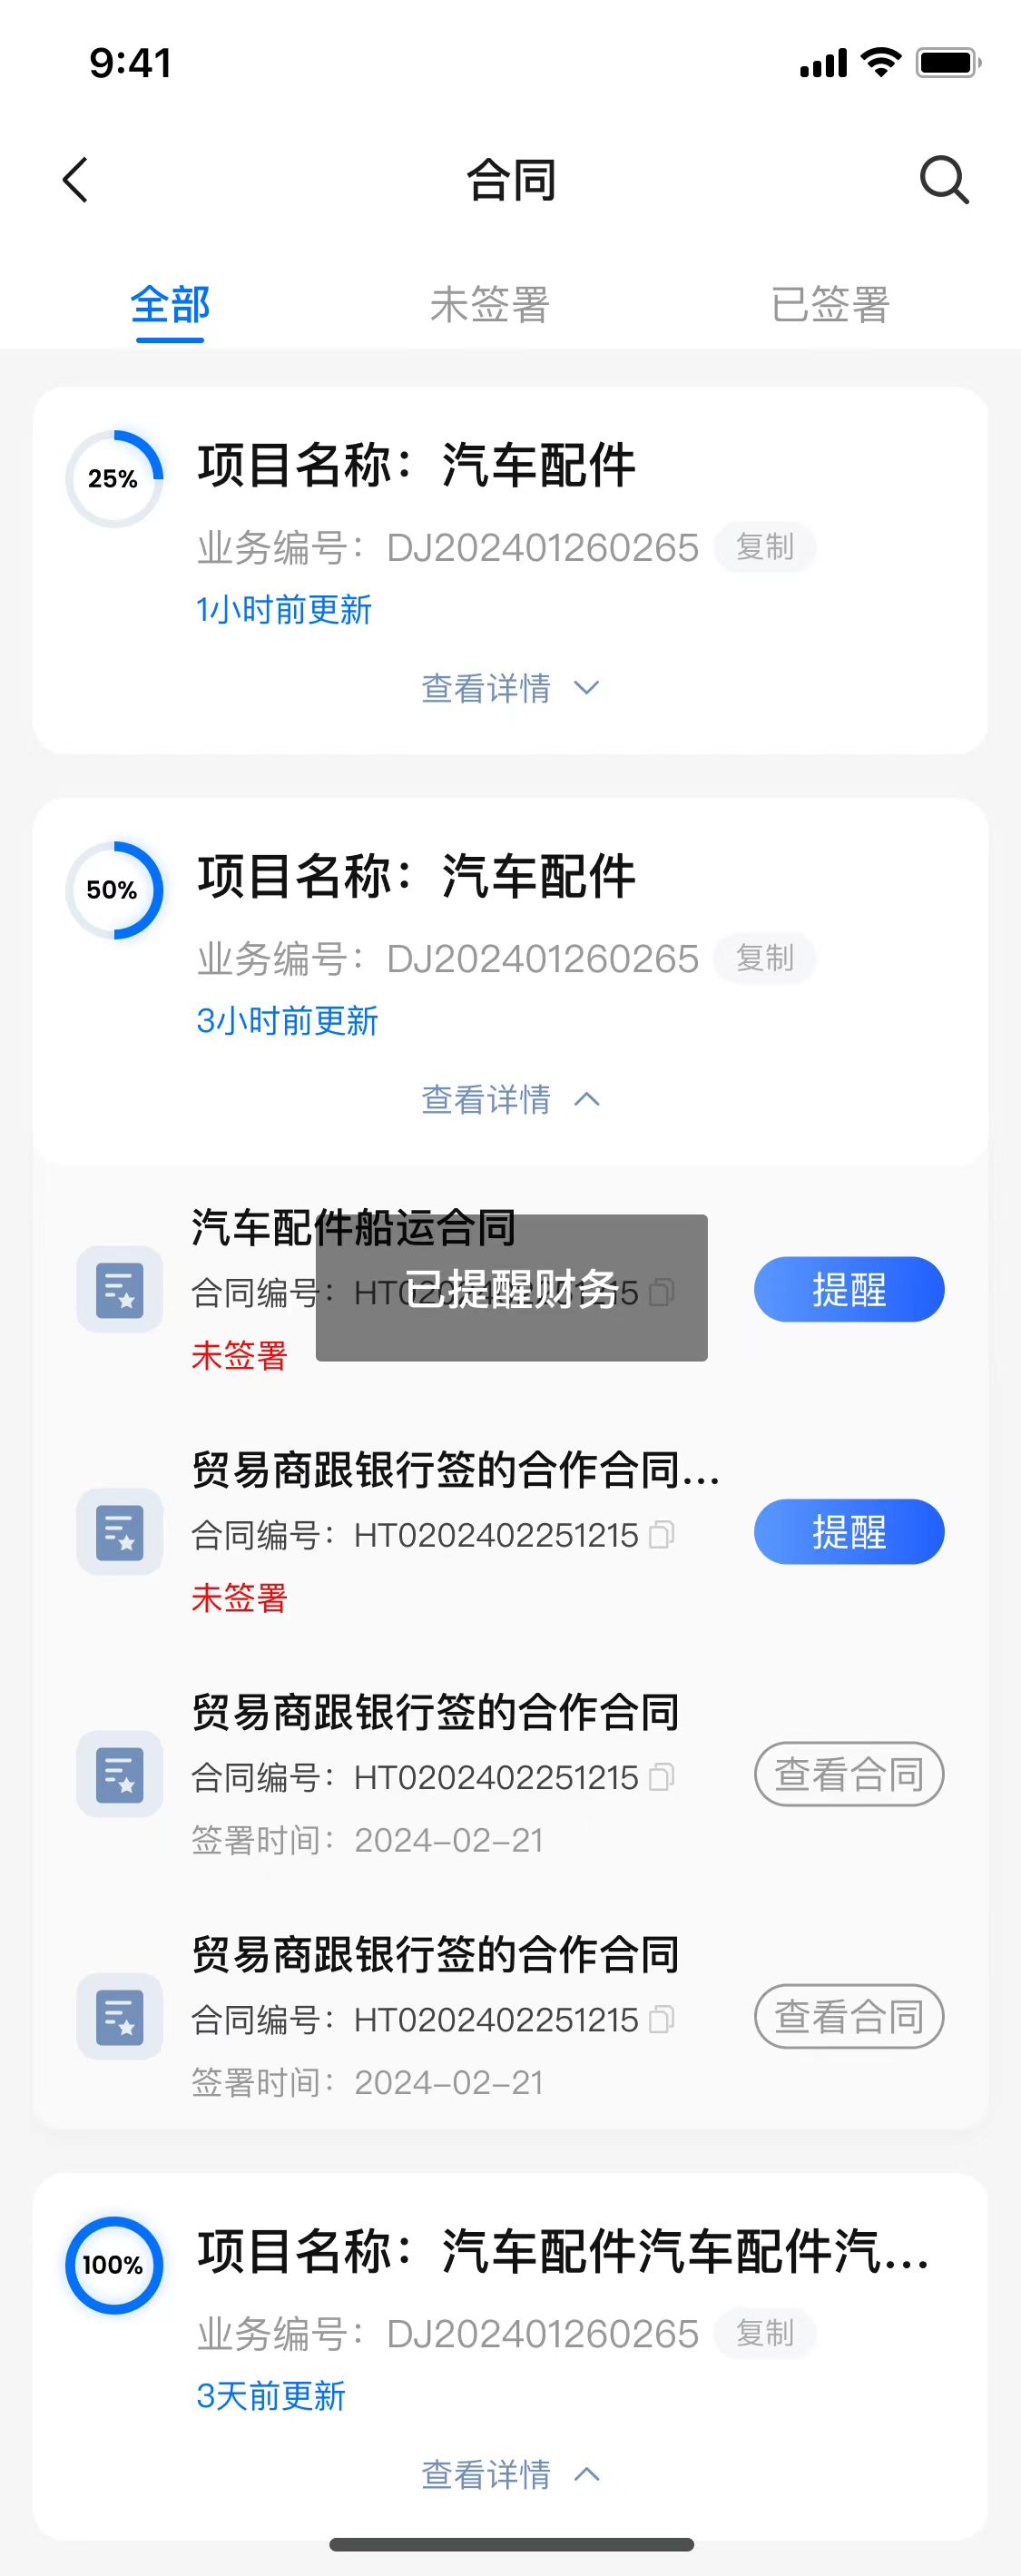 9:41
合同
全部
未签署
已签署
25%
项目名称：汽车配件
业务编号：DJ202401260265 复制
1小时前更新
查看详情
50%
项目名称：汽车配件
业务编号：DJ202401260265 复制
3小时前更新
查看详情
汽车配件船运合同
合同编号：HT0202402251215
已提醒财务
提醒
未签署
贸易商跟银行签的合作合同...
合同编号：HT0202402251215
提醒
未签署
贸易商跟银行签的合作合同
合同编号：HT0202402251215
查看合同
签署时间：2024-02-21
贸易商跟银行签的合作合同
合同编号：HT0202402251215
查看合同
签署时间：2024-02-21
100%
项目名称：汽车配件汽车配件汽...
业务编号：DJ202401260265 复制
3天前更新
查看详情